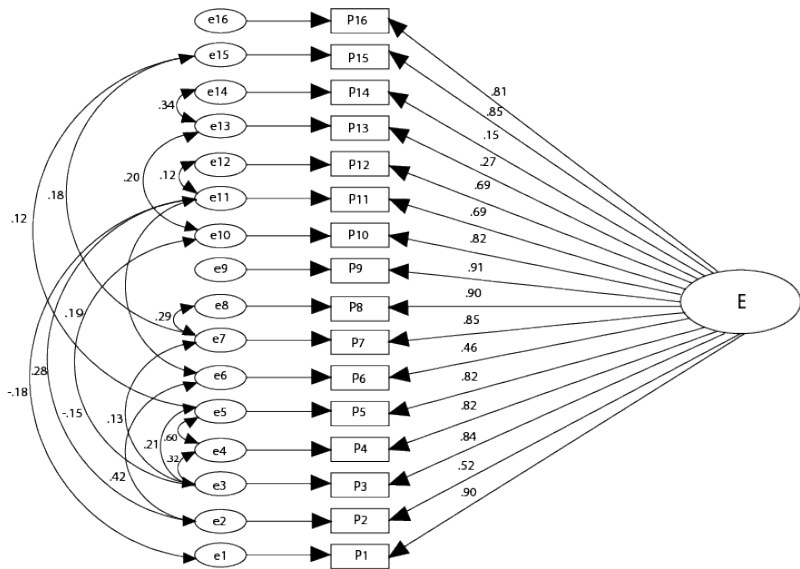 e16 P16
e15 P15
.81
e14 P14
.85
.34
e13 P13
.15
e12 P12
.27
.20 .12
.69
e11 P11
.18
.69
.12
e10 P10
.82
e9 P9
.91
.90
E
e8 P8
.19 .29
.85
e7 P7
.46
e6 P6
.28
.82
-.18
e5 P5
-.15
.82
.13
.60
.21
e4 P4
.84
.32
.42
e3 P3
.52
e2 P2
.90
e1 P1